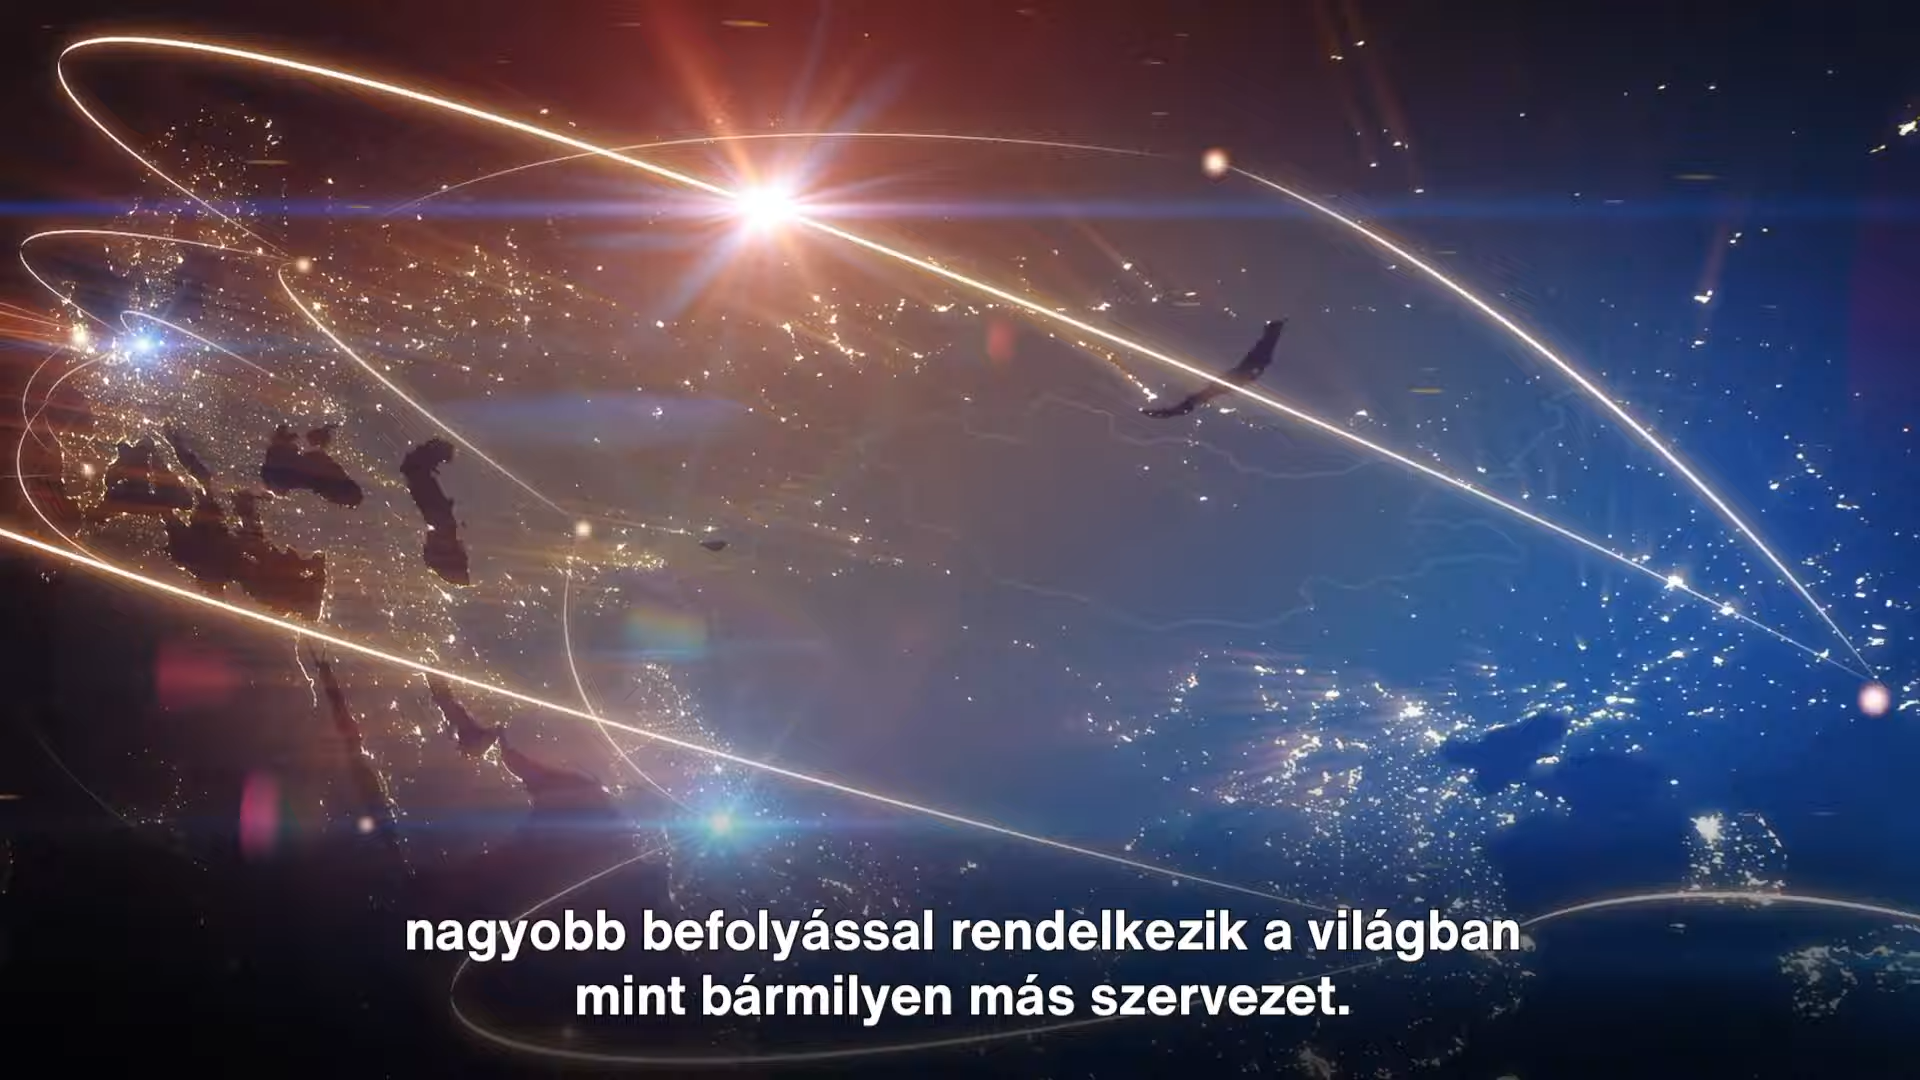 nagyobb befolyással rendelkezik a világban
mint bármilyen más szervezet.